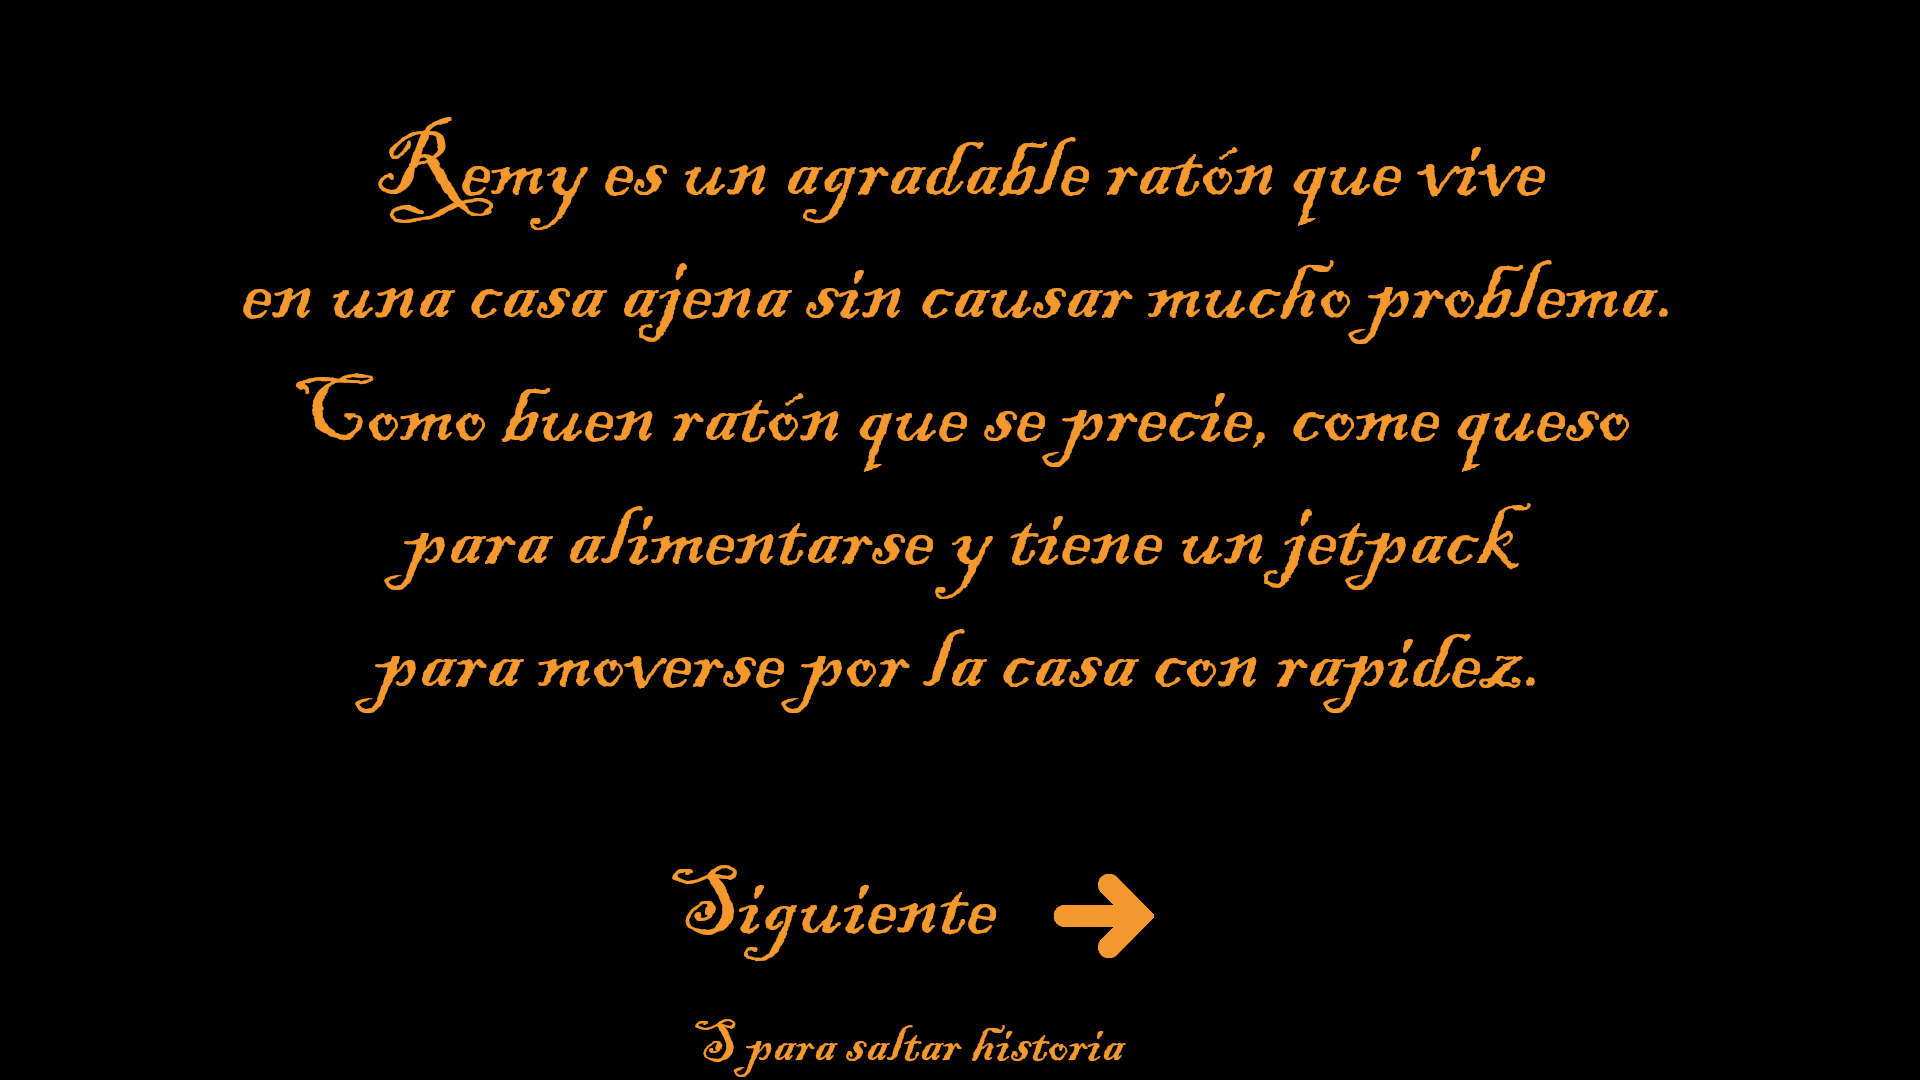 Remy es un agradable ratón que vive
en una casa ajena sin causar mucho problema.
Como buen ratón que se precie, come queso
para alimentarse y tiene un jetpack
para moverse por la casa con rapidez.
Siguiente
S para saltar historia